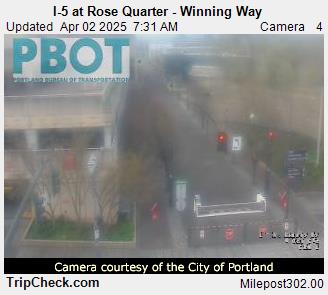 I-5 at Rose Quarter - Winning Way
Updated Apr 02 2025 7:31 AM Camera 4
PBOT
PORTLAND BUREAU OF TRANSPORTATION
Camera courtesy of the City of Portland
TripCheck.com Milepost302.00